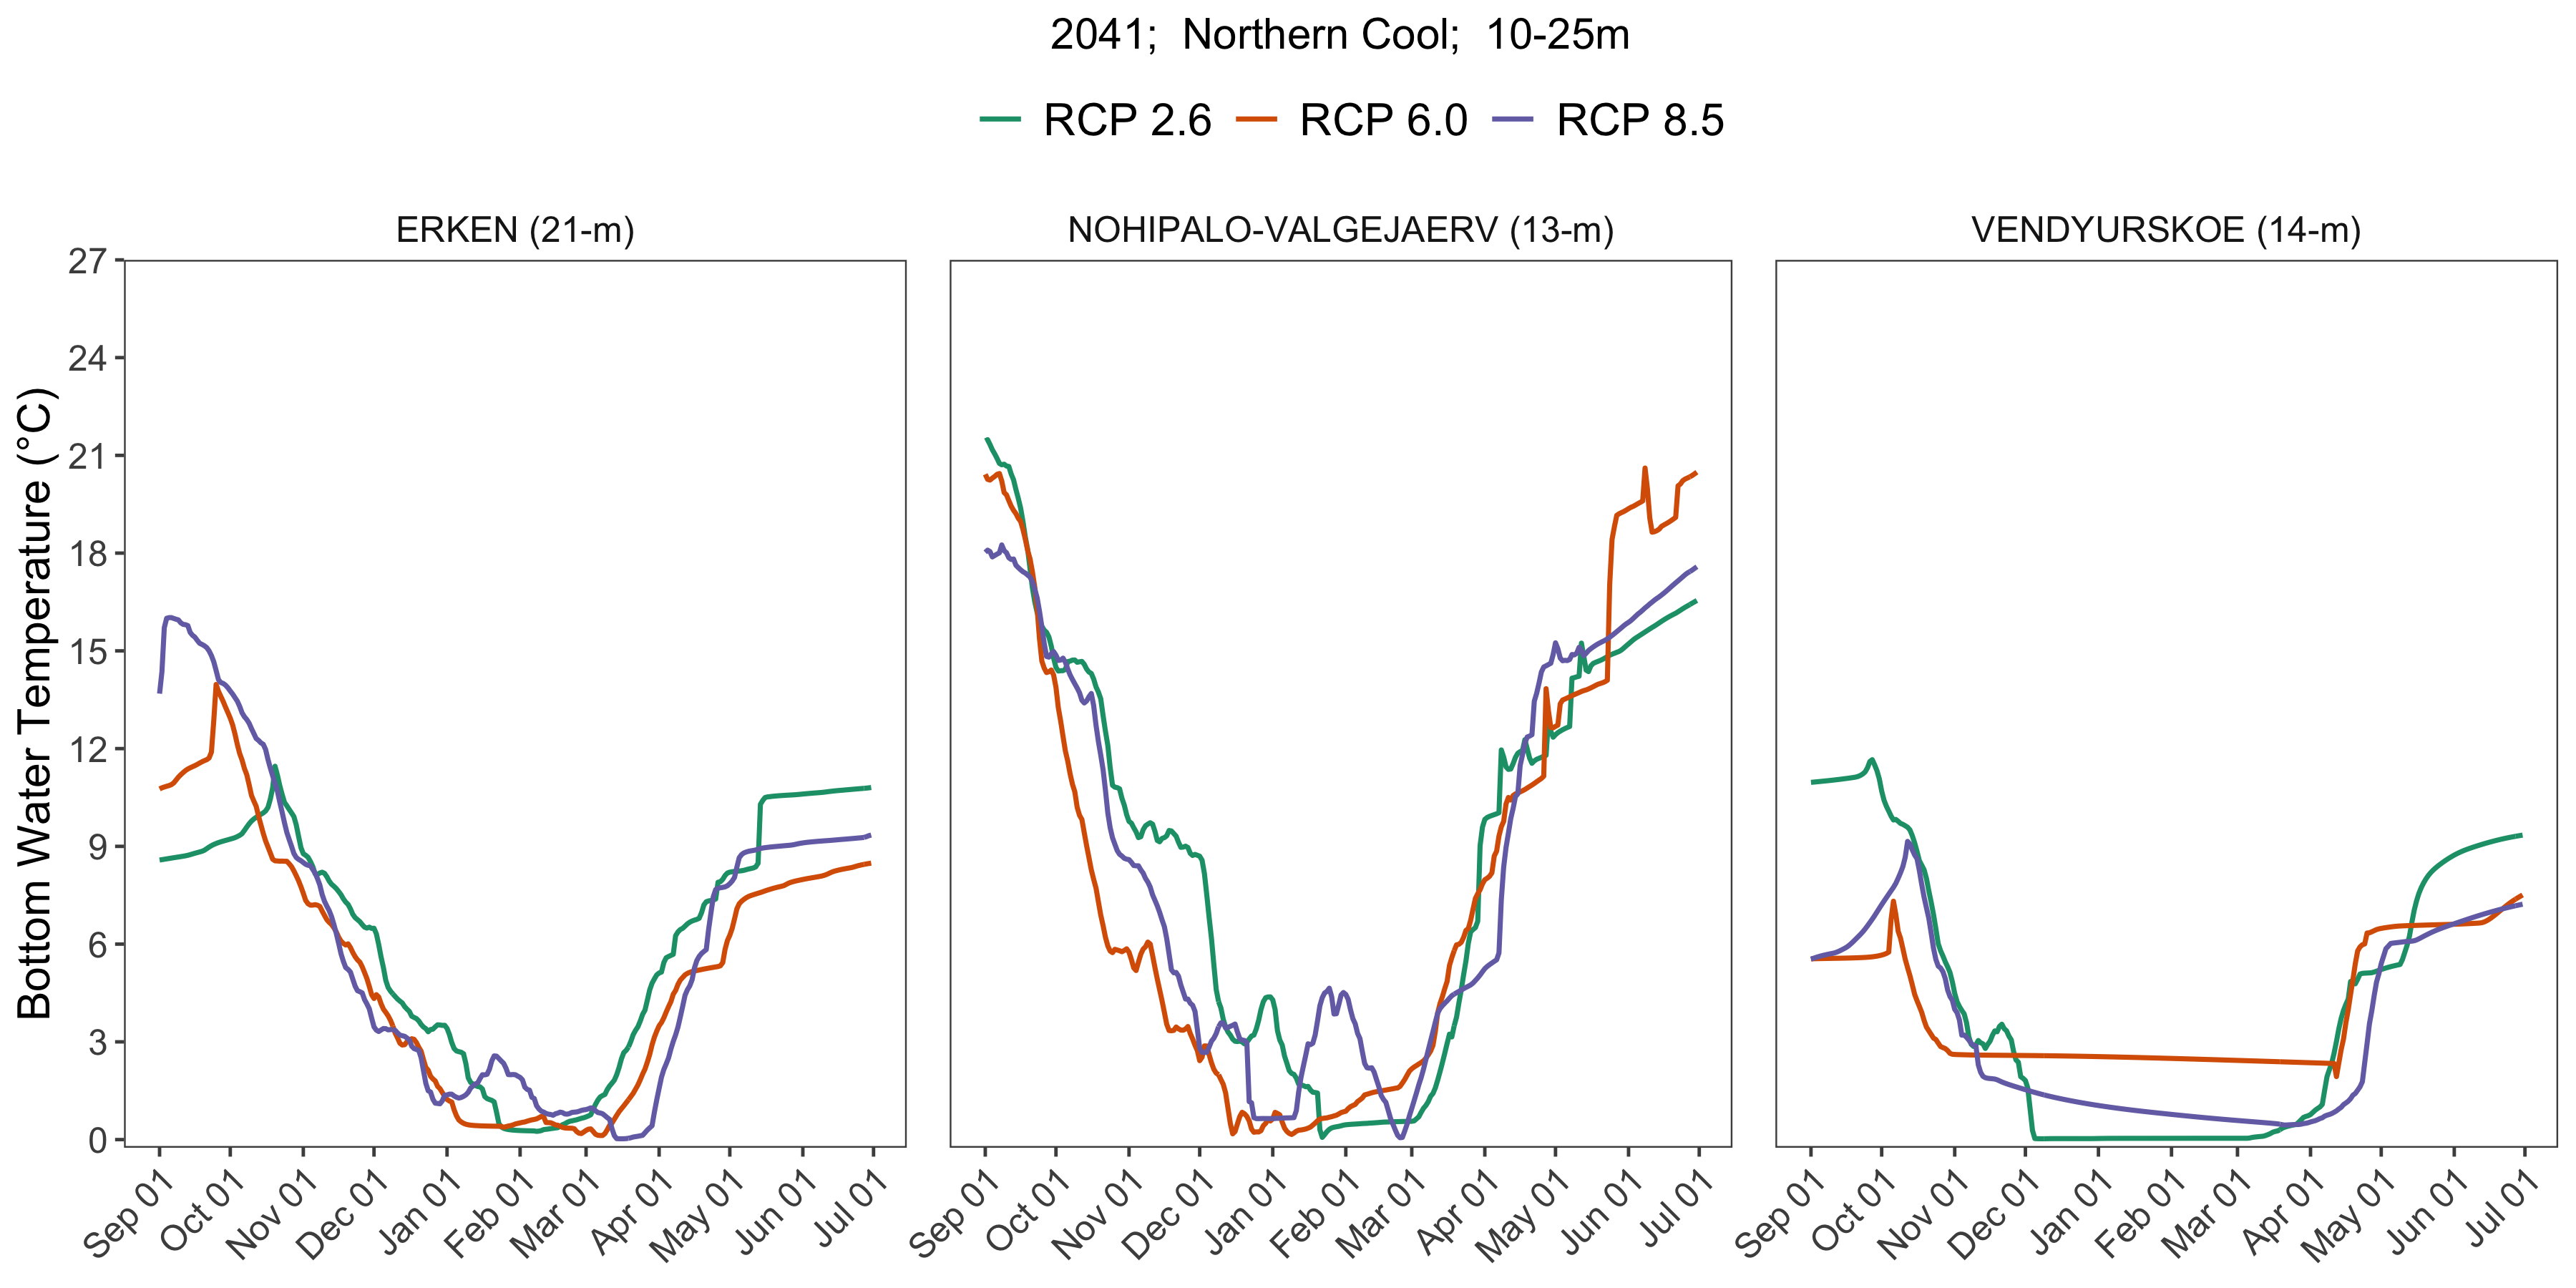 2041;  Northern Cool;  10-25m
RCP 2.6 RCP 6.0 RCP 8.5
ERKEN (21-m) NOHIPALO-VALGEJAERV (13-m) VENDYURSKOE (14-m)
Bottom Water Temperature (°C)
27
24
21
18
15
12
9
6
3
0
Sep 01 Oct 01 Nov 01 Dec 01 Jan 01 Feb 01 Mar 01 Apr 01 May 01 Jun 01 Jul 01 Sep 01 Oct 01 Nov 01 Dec 01 Jan 01 Feb 01 Mar 01 Apr 01 May 01 Jun 01 Jul 01 Sep 01 Oct 01 Nov 01 Dec 01 Jan 01 Feb 01 Mar 01 Apr 01 May 01 Jun 01 Jul 01